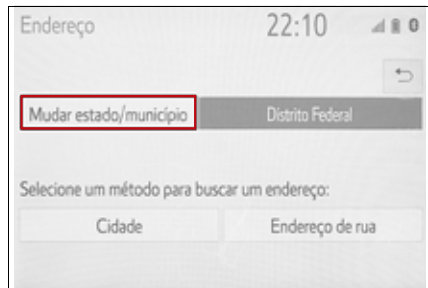 Endereço 22:10
Mudar estado/município Distrito Federal
Selecione um método para buscar um endereço:
Cidade Endereço de rua